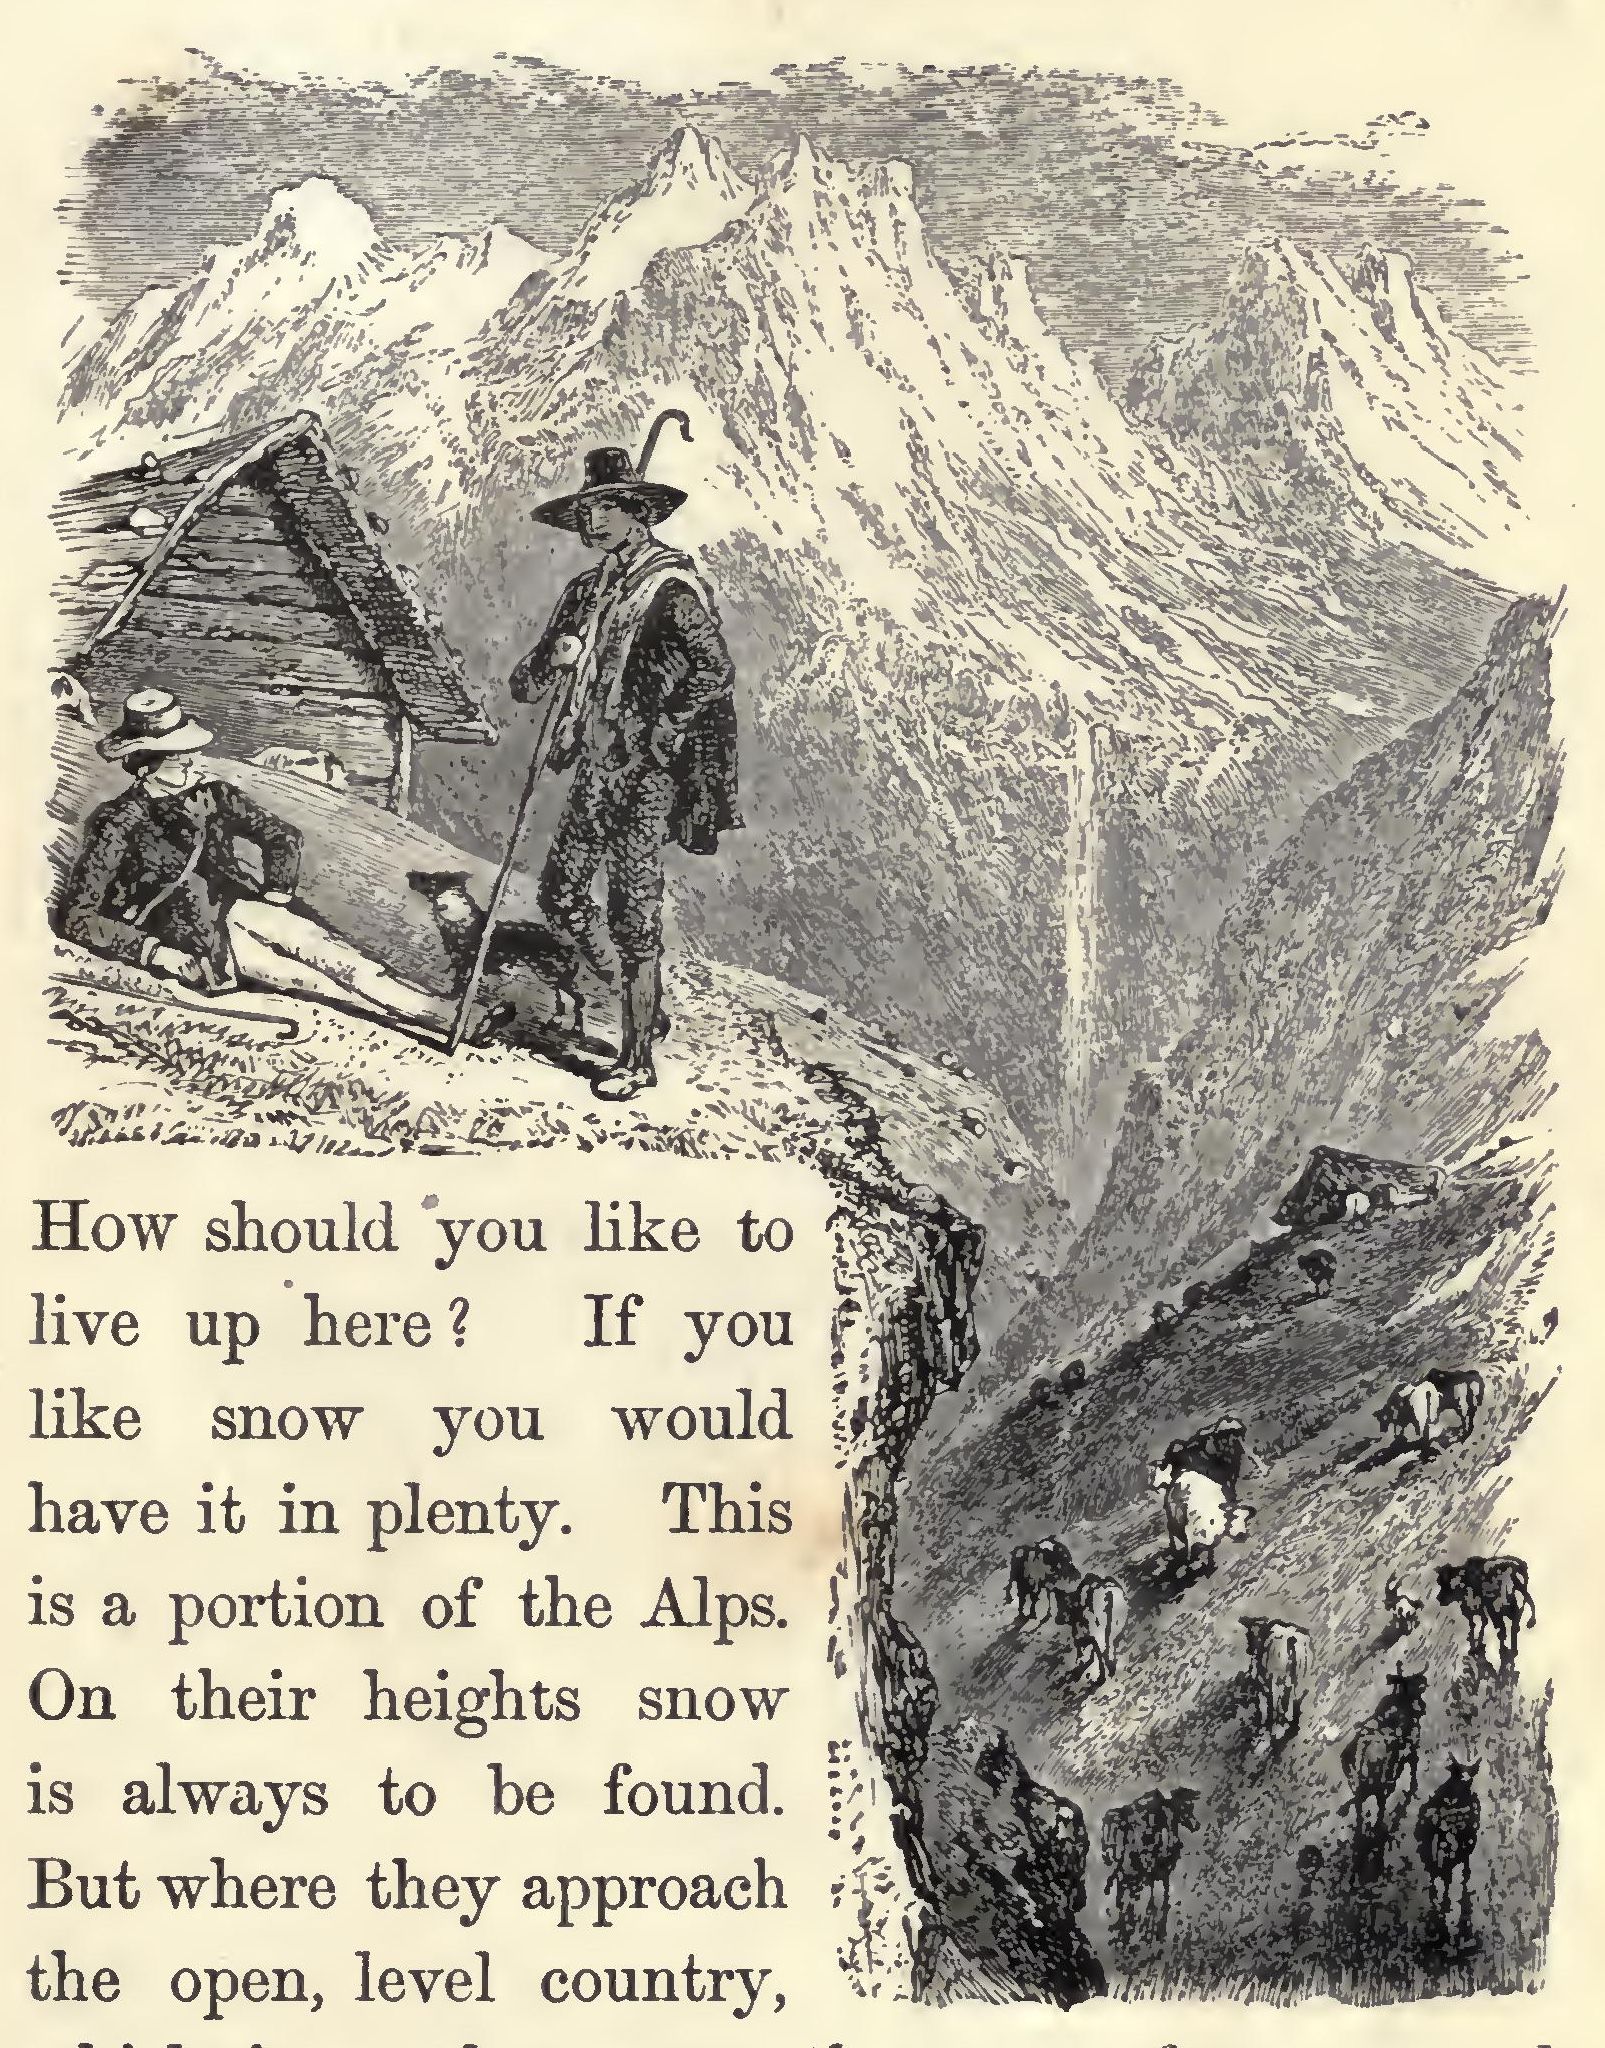 How should you like to
live up here? If you
like snow you would
have it in plenty. This
is a portion of the Alps.
On their heights snow
is always to be found.
But where they approach
the open, level country,